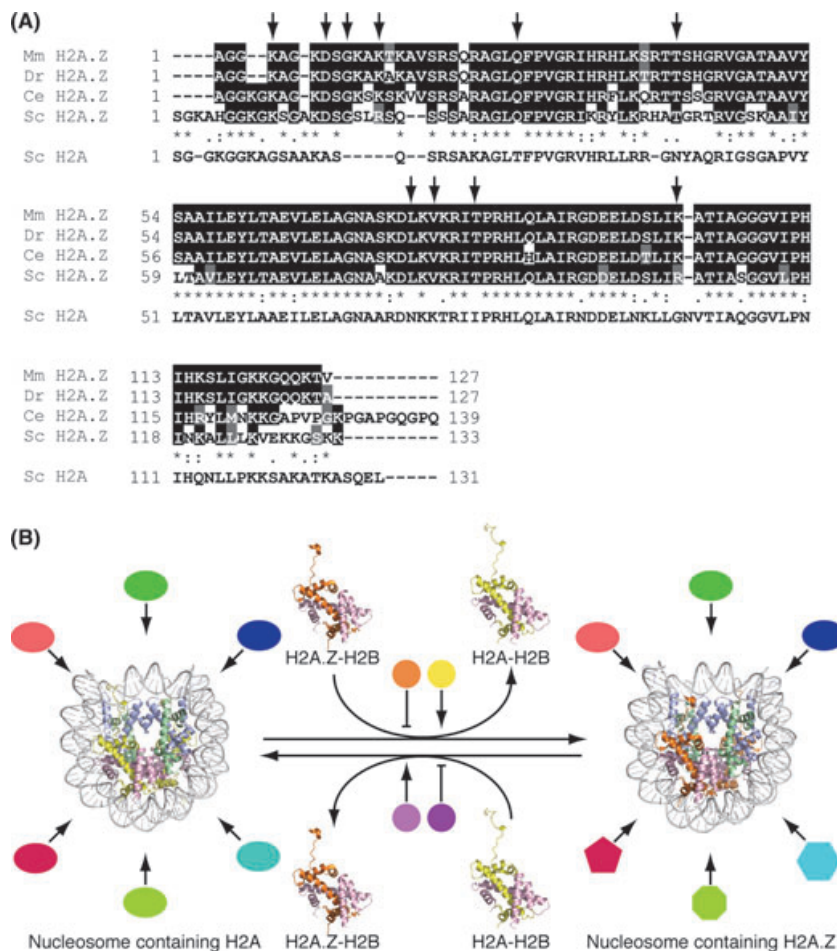 (A)
Mm H2A.Z 1 ----AGG--KAG-KDSGKAKTKAVSRSQRAGLQFPVGRIHRHLKSRTTSHGRVGATAAVY
Dr H2A.Z 1 ----AGG--KAG-KDSGKAKAKAVSRSQRAGLQFPVGRIHRHLKTRTTSHGRVGATAAVY
Ce H2A.Z 1 ----AGGKGKAG-KDSGKSKSKVVSRSARAGLQFPVGRIHRFLKQRTTSSGRVGATAAVY
Sc H2A.Z 1 SGKAHGGKGKSGAKDSGSLRSQ--SSSARAGLQFPVGRIKRYLKRHATGRTRVGSKAAIY
Sc H2A 1 SG-GKGGKAGSAAKAS-----Q--SRSAKAGLTFPVGRVHRLLRR-GNYAQRIGSGAPVY
Mm H2A.Z 54 SAAILEYLTAEVLELAGNASKDLKVKRITPRHLQLAIRGDEELDSLIK-ATIAGGGVIPH
Dr H2A.Z 54 SAAILEYLTAEVLELAGNASKDLKVKRITPRHLQLAIRGDEELDSLIK-ATIAGGGVIPH
Ce H2A.Z 56 SAAILEYLTAEVLELAGNASKDLKVKRITPRHLHLAIRGDEELDTLIK-ATIAGGGVIPH
Sc H2A.Z 59 LTAVLEYLTAEVLELAGNAAKDLKVKRITPRHLQLAIRGDDELDSLIR-ATIASGGVLPH
Sc H2A 51 LTAVLEYLAAEILELAGNAARDNKKTRIIPRHLQLAIRNDDELNKLLGNVTIAQGGVLPN
Mm H2A.Z 113 IHKSLIGKKGQQKTV------- 127
Dr H2A.Z 113 IHKSLIGKKGQQKTA------- 127
Ce H2A.Z 115 IHRYLMNKKGAPVPGKPGAPGQGPQ 139
Sc H2A.Z 118 INKALLLKVEKKGSKK------ 133
Sc H2A 111 IHQNLLPKKSAKATKASQEL----- 131
(B)
H2A.Z-H2B H2A-H2B
H2A.Z-H2B H2A-H2B
Nucleosome containing H2A Nucleosome containing H2A.Z